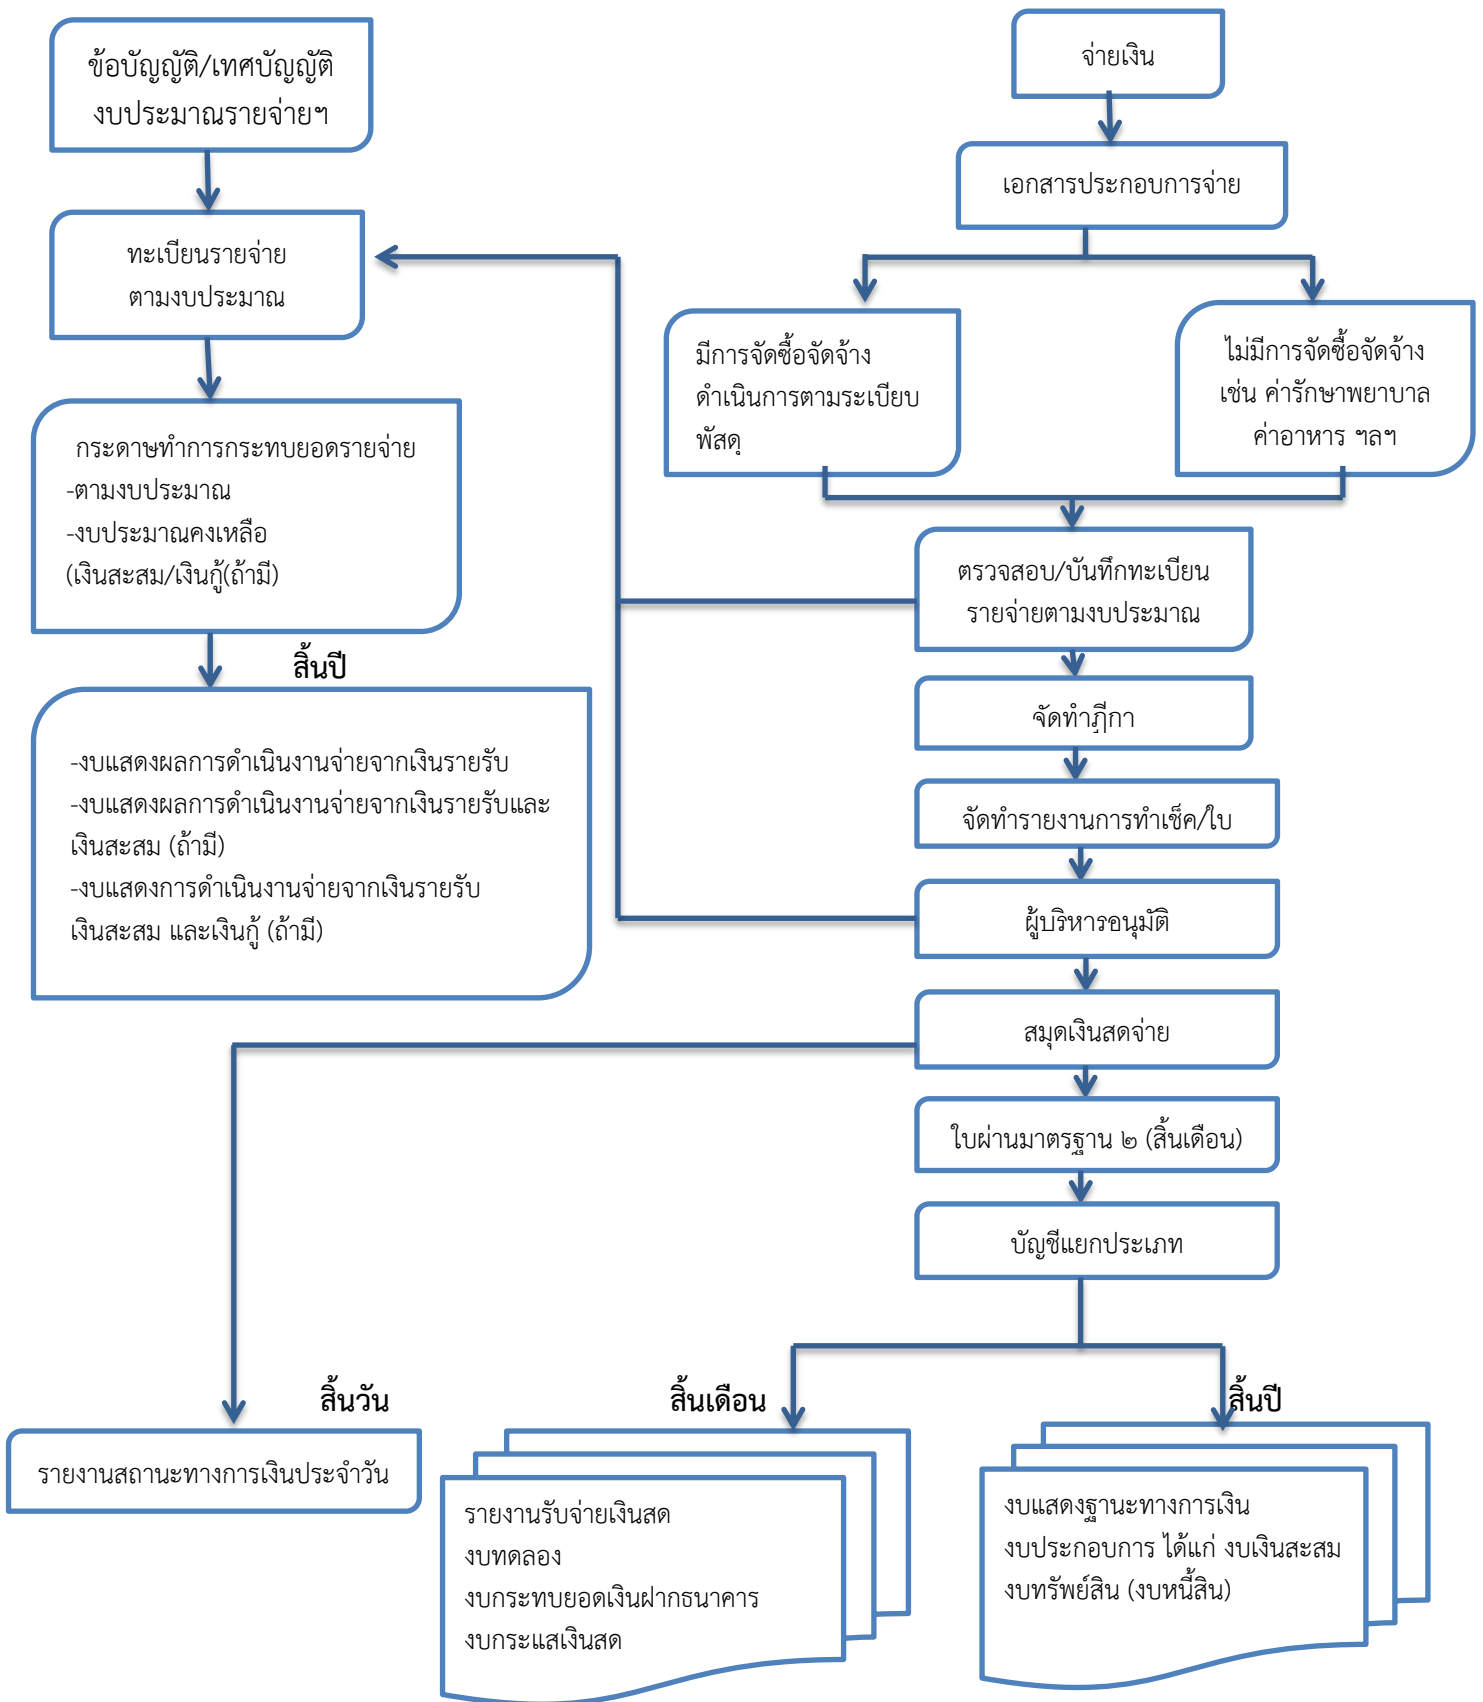 ข้อบัญญัติ/เทศบัญญัติ
งบประมาณรายจ่ายฯ
ทะเบียนรายจ่าย
ตามงบประมาณ
กระดาษทำการกระทบยอดรายจ่าย
-ตามงบประมาณ
-งบประมาณคงเหลือ
(เงินสะสม/เงินกู้(ถ้ามี)
สิ้นปี
-งบแสดงผลการดำเนินงานจ่ายจากเงินรายรับ
-งบแสดงผลการดำเนินงานจ่ายจากเงินรายรับและ
เงินสะสม (ถ้ามี)
-งบแสดงการดำเนินงานจ่ายจากเงินรายรับ
เงินสะสม และเงินกู้ (ถ้ามี)
จ่ายเงิน
เอกสารประกอบการจ่าย
มีการจัดซื้อจัดจ้าง
ดำเนินการตามระเบียบ
พัสดุ
ไม่มีการจัดซื้อจัดจ้าง
เช่น ค่ารักษาพยาบาล
ค่าอาหาร ฯลฯ
ตรวจสอบ/บันทึกทะเบียน
รายจ่ายตามงบประมาณ
จัดทำฎีกา
จัดทำรายงานการทำเช็ค/ใบ
ผู้บริหารอนุมัติ
สมุดเงินสดจ่าย
ใบผ่านมาตรฐาน ๒ (สิ้นเดือน)
บัญชีแยกประเภท
สิ้นวัน
รายงานสถานะทางการเงินประจำวัน
สิ้นเดือน
รายงานรับจ่ายเงินสด
งบทดลอง
งบกระทบยอดเงินฝากธนาคาร
งบกระแสเงินสด
สิ้นปี
งบแสดงฐานะทางการเงิน
งบประกอบการ ได้แก่ งบเงินสะสม
งบทรัพย์สิน (งบหนี้สิน)